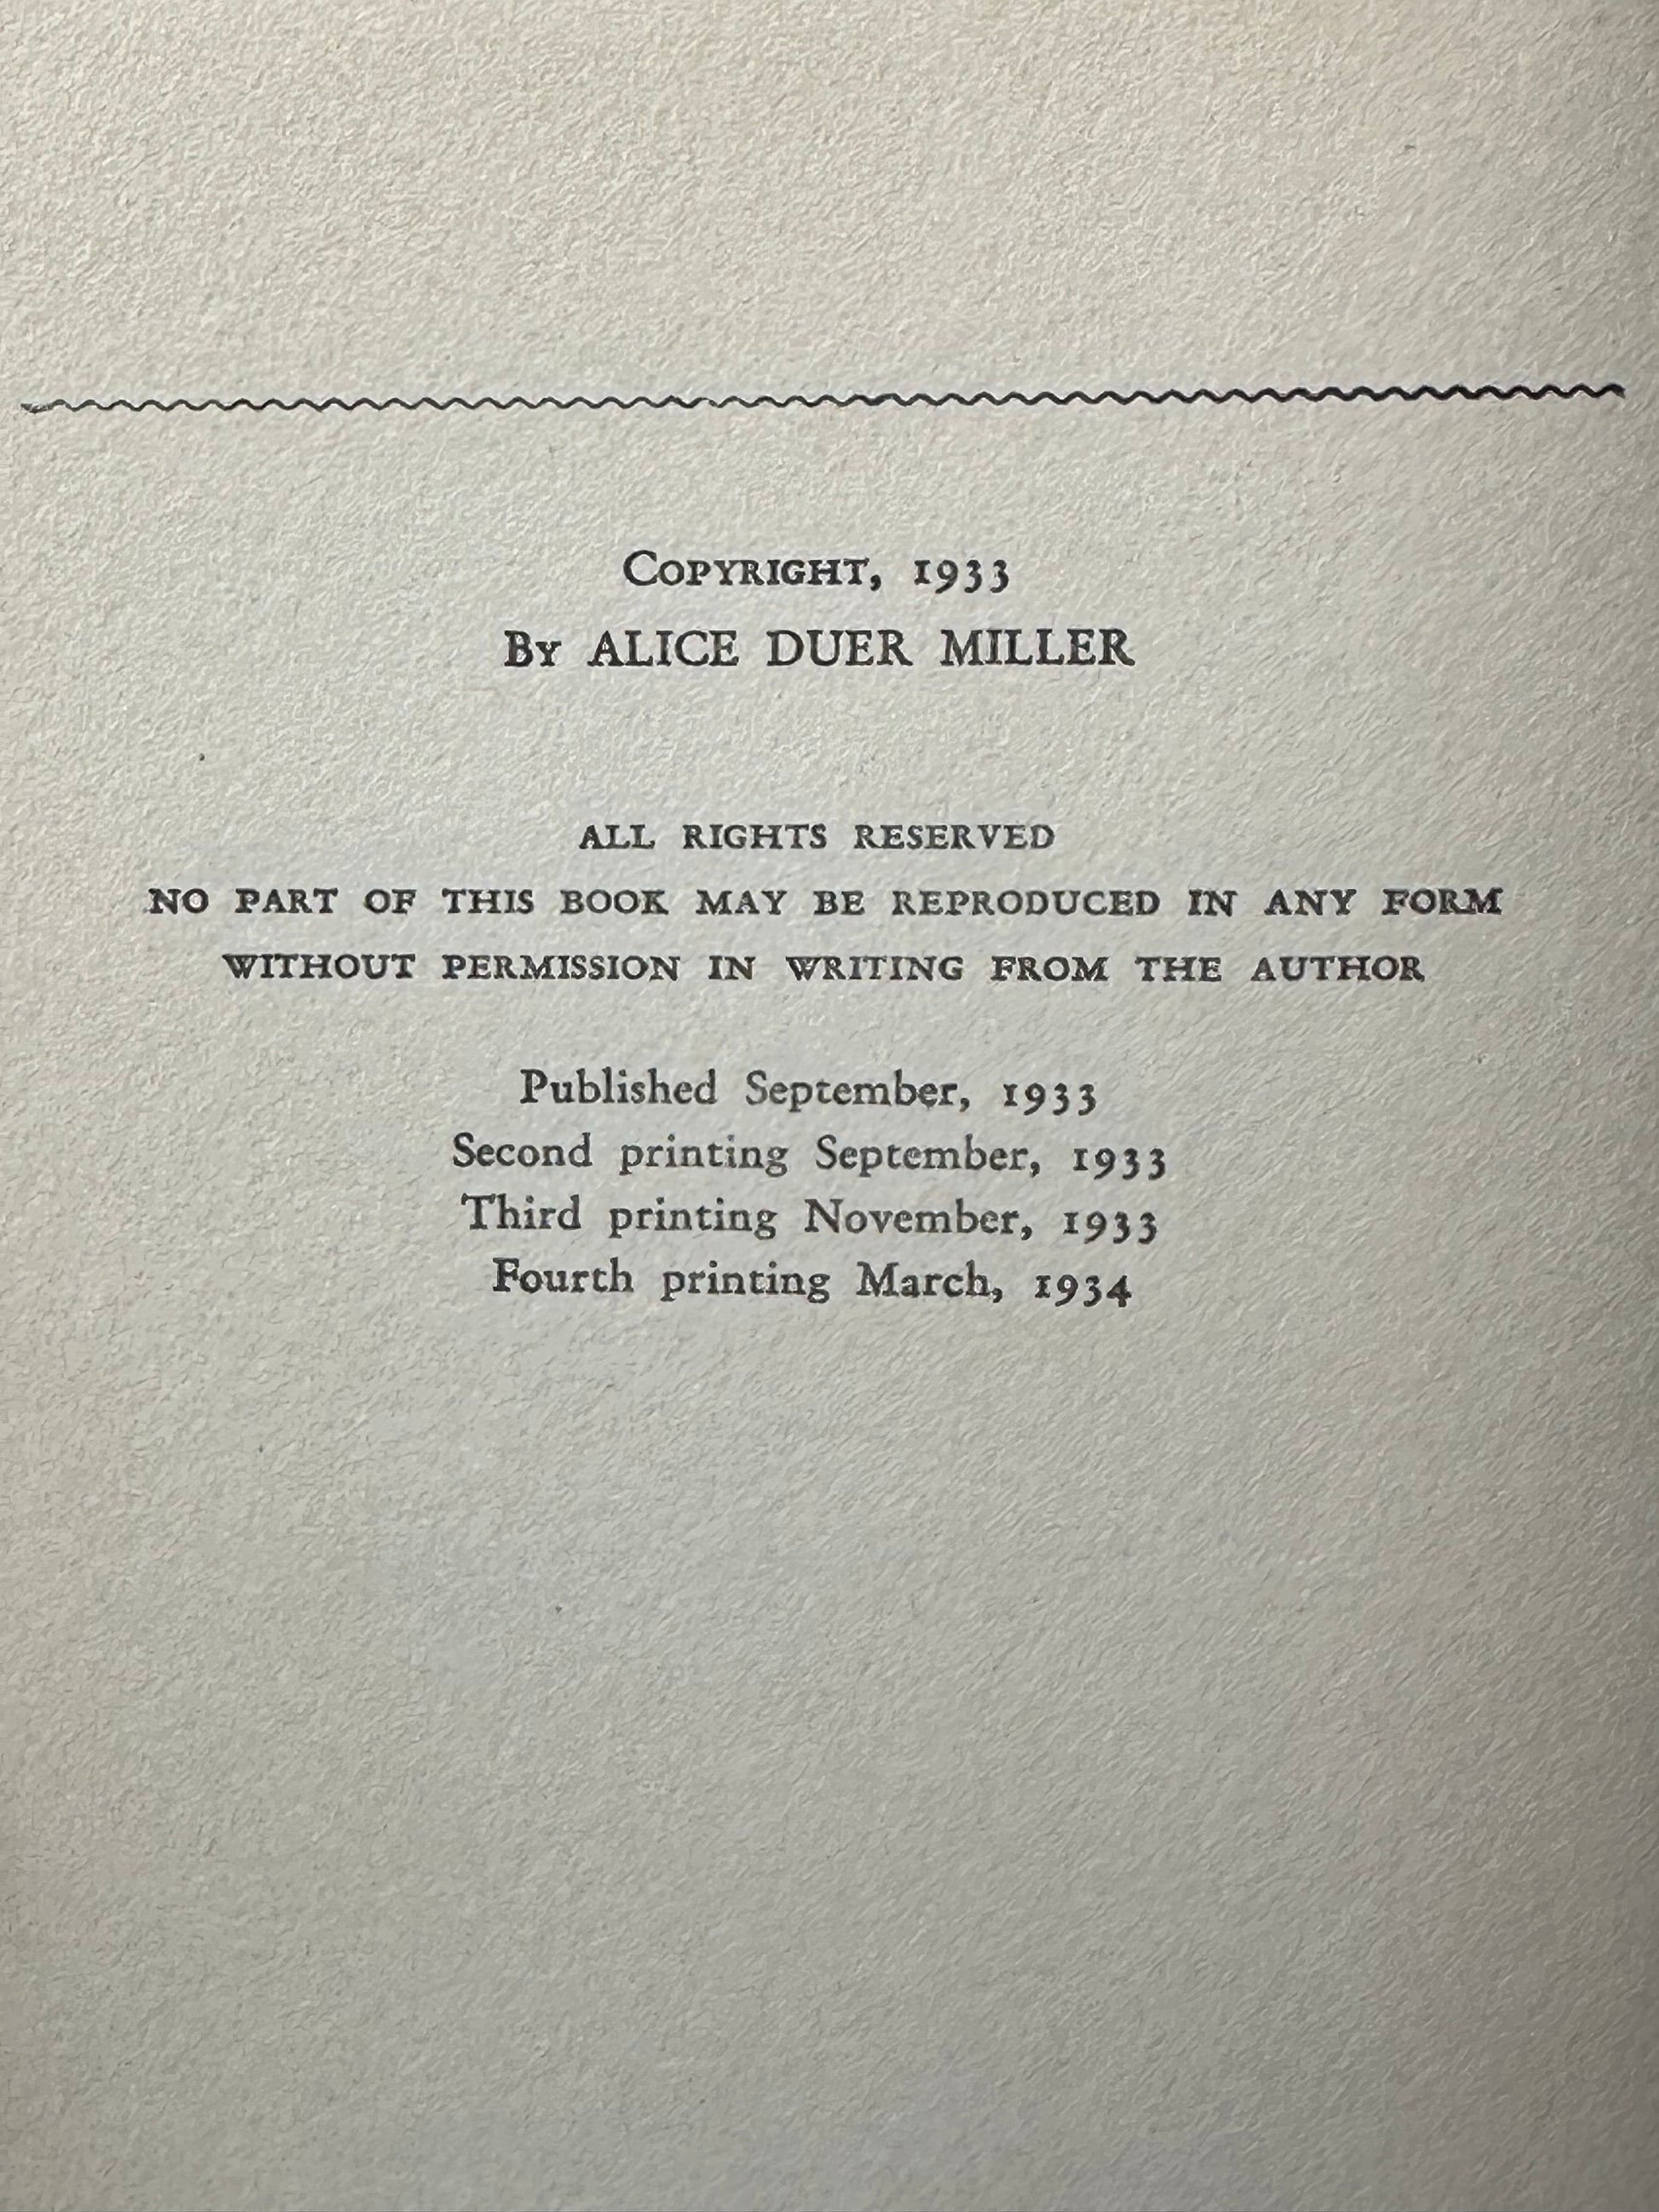 COPYRIGHT, 1933
BY ALICE DUER MILLER
ALL RIGHTS RESERVED
NO PART OF THIS BOOK MAY BE REPRODUCED IN ANY FORM
WITHOUT PERMISSION IN WRITING FROM THE AUTHOR
Published September, 1933
Second printing September, 1933
Third printing November, 1933
Fourth printing March, 1934